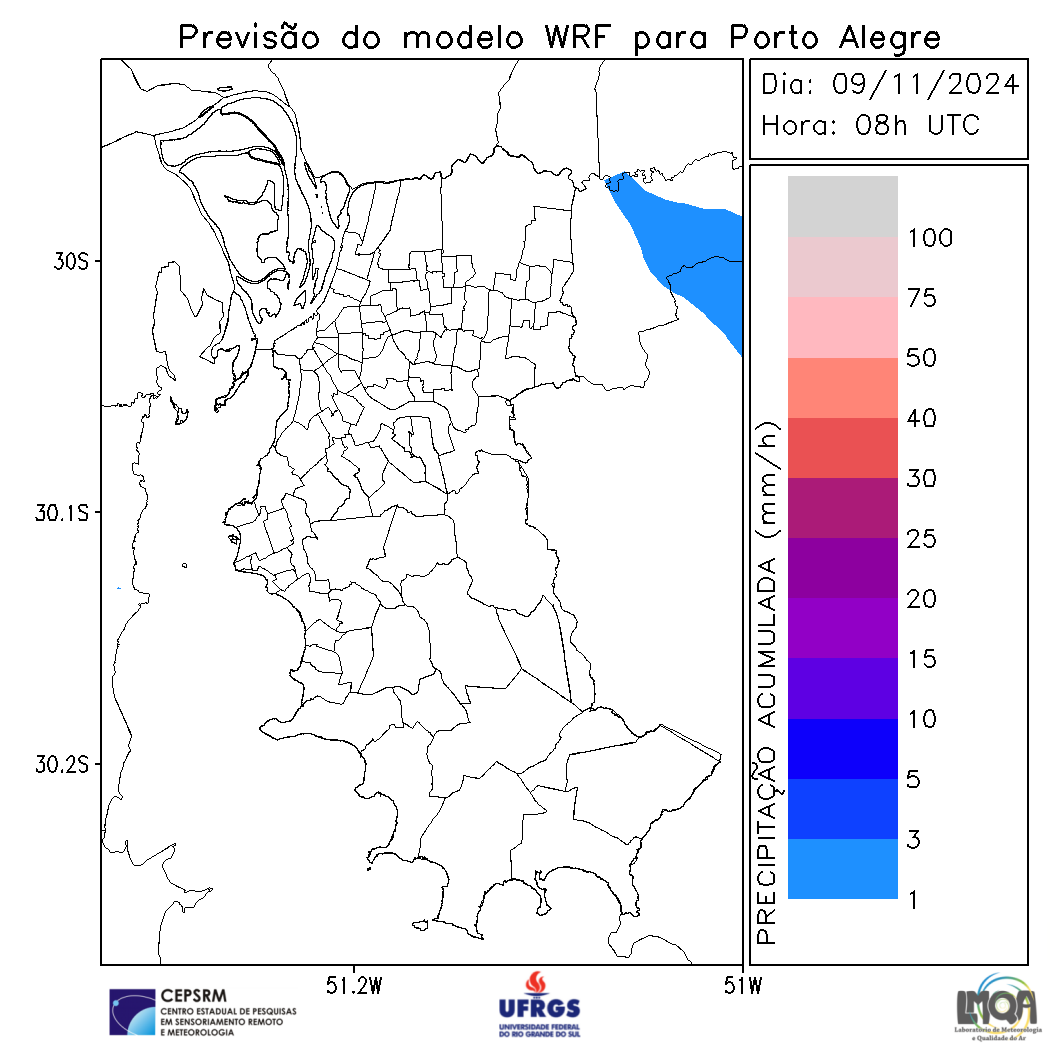 Previsão do modelo WRF para Porto Alegre
Dia: 09/11/2024
Hora: 08h UTC
30S
30.1S
30.2S
51.2W
51W
PRECIPITAÇÃO ACUMULADA (mm/h)
100
75
50
40
30
25
20
15
10
5
3
1
CEPSRM
CENTRO ESTADUAL DE PESQUISAS
EM SENSORIAMENTO REMOTO
E METEOROLOGIA
UFRGS
UNIVERSIDADE FEDERAL
DO RIO GRANDE DO SUL
LMQA
Laboratório de Meteorologia
e Qualidade do Ar